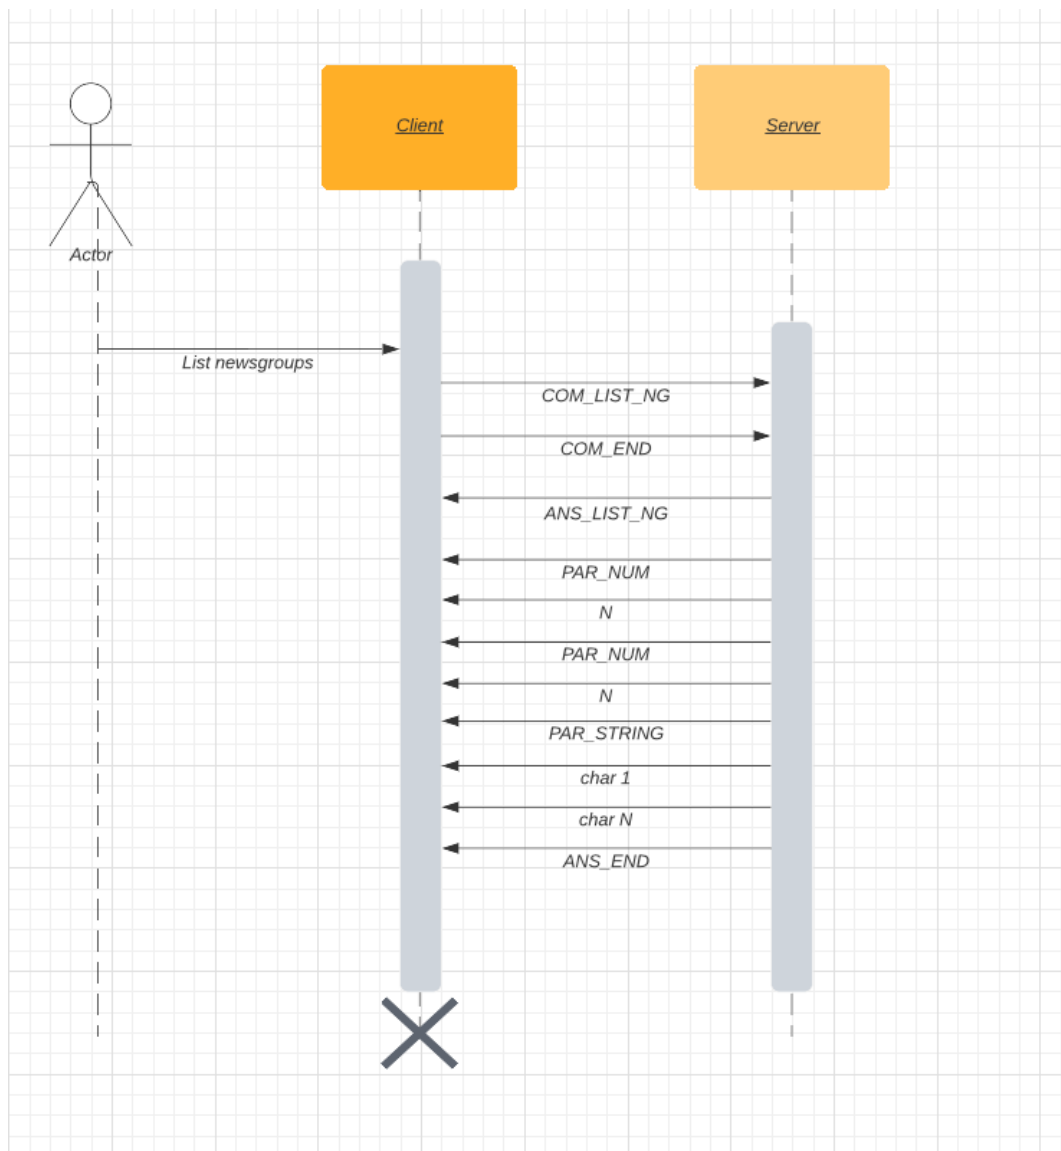 Client
Server
Actor
List newsgroups
COM_LIST_NG
COM_END
ANS_LIST_NG
PAR_NUM
N
PAR_NUM
N
PAR_STRING
char 1
char N
ANS_END